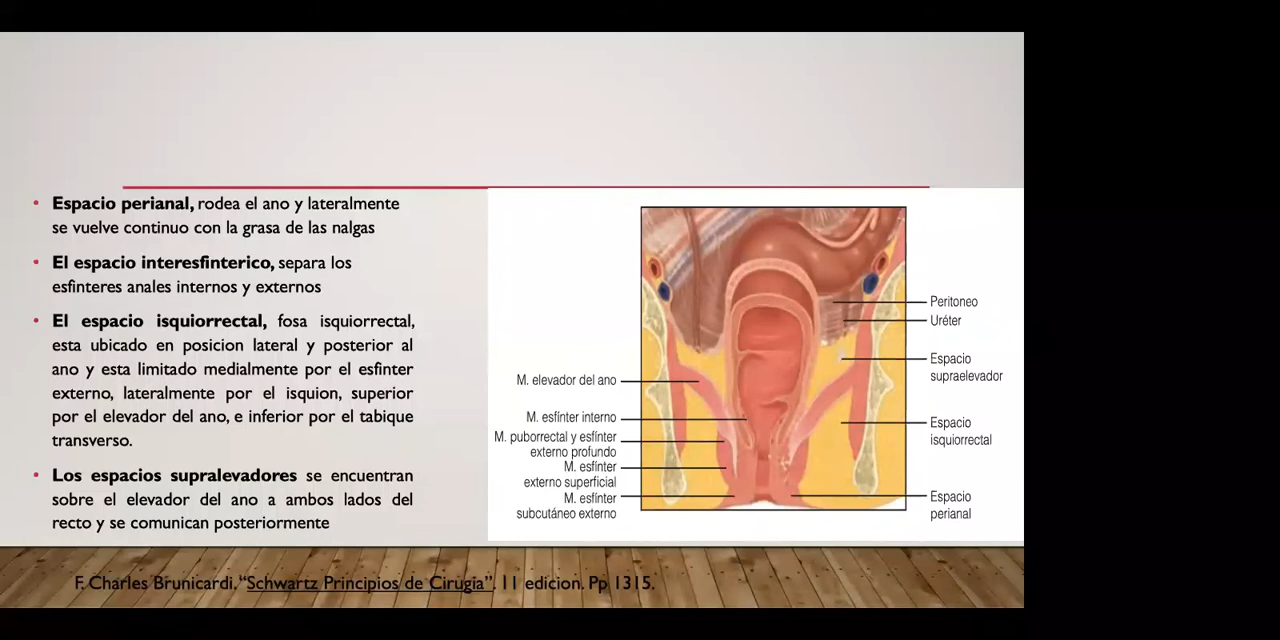 Espacio perianal, rodea el ano y lateralmente
se vuelve continuo con la grasa de las nalgas
El espacio interesfinterico, separa los
esfinteres anales internos y externos
El espacio isquiorrectal, fosa isquiorrectal,
esta ubicado en posicion lateral y posterior al
ano y esta limitado medialmente por el esfinter
externo, lateralmente por el isquion, superior
por el elevador del ano, e inferior por el tabique
transverso.
Los espacios supralevadores se encuentran
sobre el elevador del ano a ambos lados del
recto y se comunican posteriormente
M. elevador del ano
M. esfínter interno
M. puborrectal y esfínter
externo profundo
M. esfínter
externo superficial
M. esfínter
subcutáneo externo
Peritoneo
Uréter
Espacio
supraelevador
Espacio
isquiorrectal
Espacio
perianal
F. Charles Brunicardi. “Schwartz Principios de Cirugia”. 11 edicion. Pp 1315.